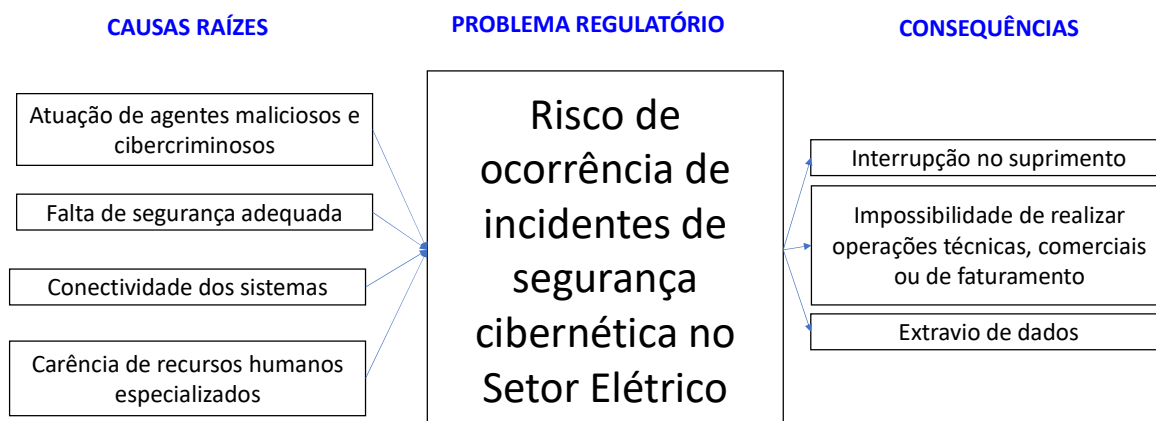 CAUSAS RAÍZES
Atuação de agentes maliciosos e
cibercriminosos
Falta de segurança adequada
Conectividade dos sistemas
Carência de recursos humanos
especializados
PROBLEMA REGULATÓRIO
Risco de
ocorrência de
incidentes de
segurança
cibernética no
Setor Elétrico
CONSEQUÊNCIAS
Interrupção no suprimento
Impossibilidade de realizar
operações técnicas, comerciais
ou de faturamento
Extravio de dados